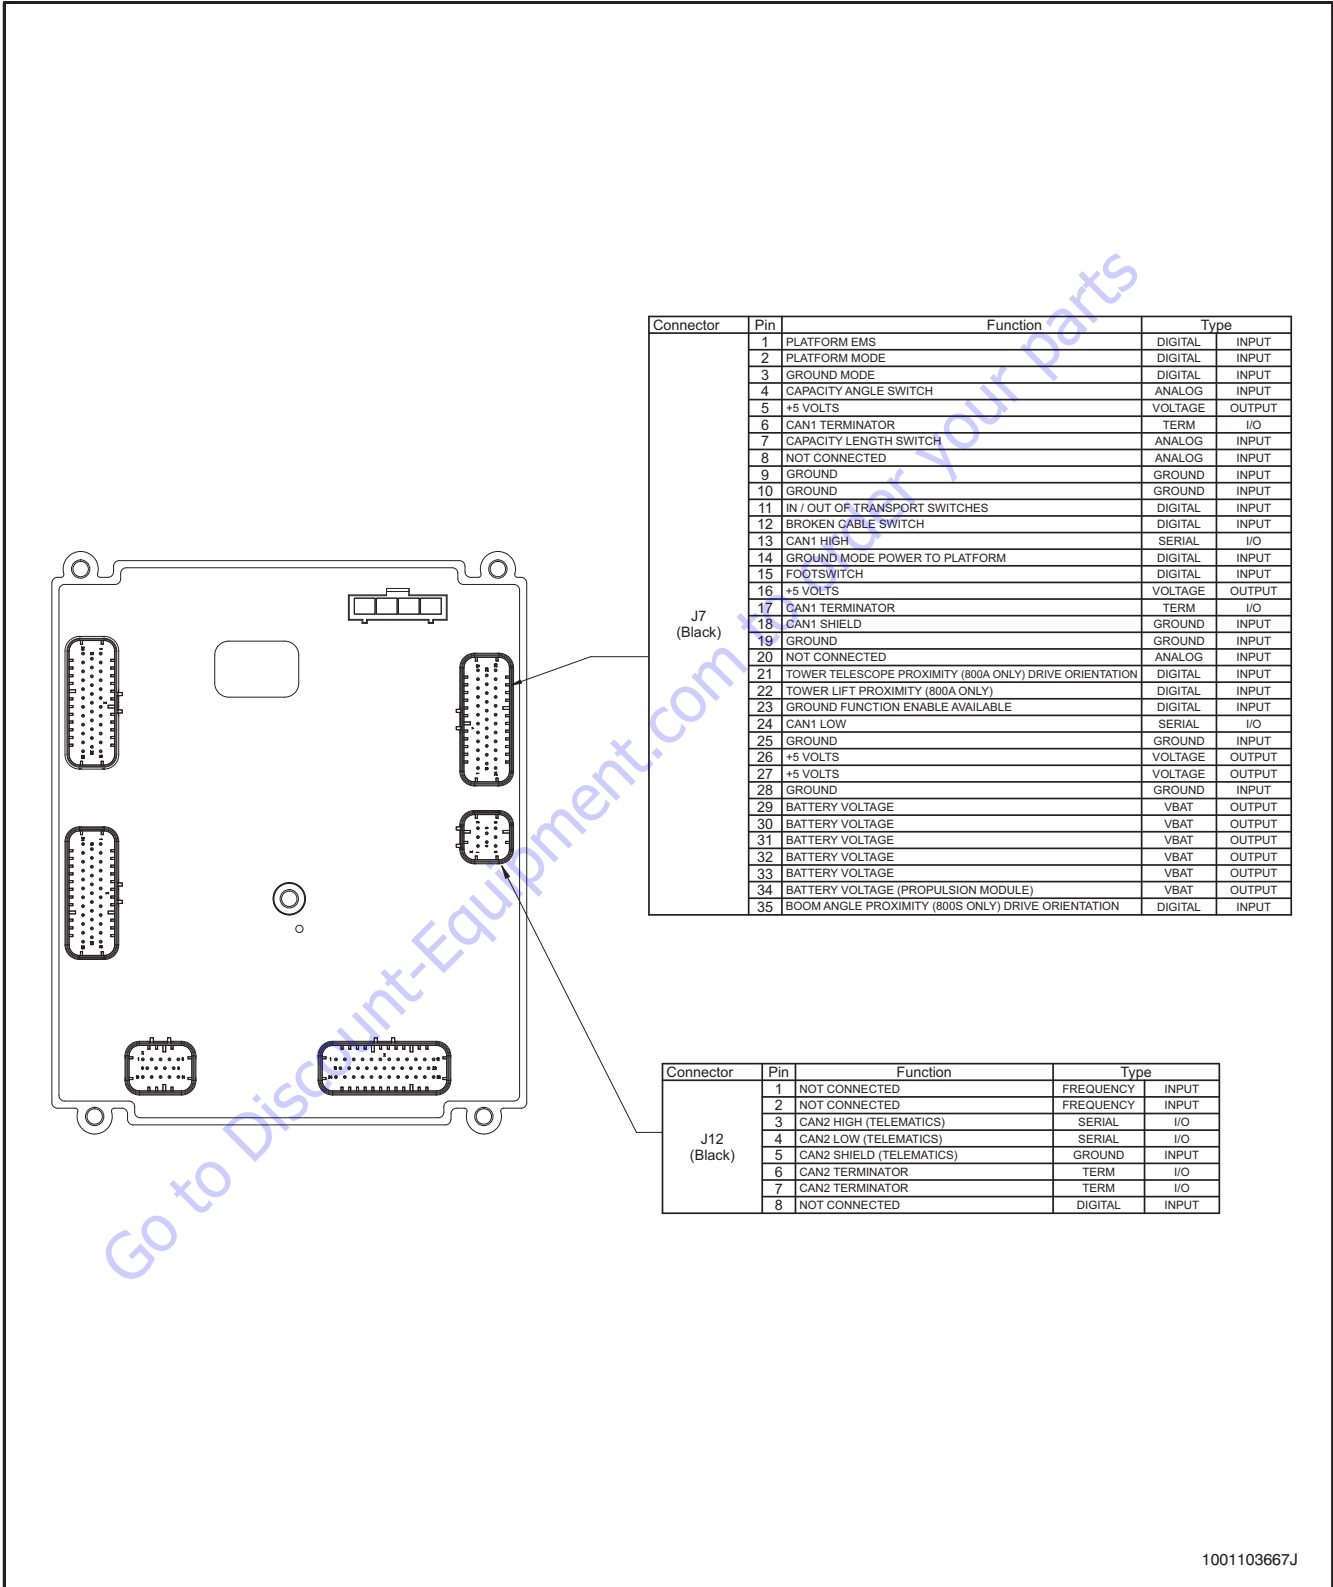 Connector Pin Function Type
1 PLATFORM EMS DIGITAL INPUT
2 PLATFORM MODE DIGITAL INPUT
3 GROUND MODE DIGITAL INPUT
4 CAPACITY ANGLE SWITCH ANALOG INPUT
5 +5 VOLTS VOLTAGE OUTPUT
6 CAN1 TERMINATOR TERM I/O
7 CAPACITY LENGTH SWITCH ANALOG INPUT
8 NOT CONNECTED ANALOG INPUT
9 GROUND GROUND INPUT
10 GROUND GROUND INPUT
11 IN / OUT OF TRANSPORT SWITCHES DIGITAL INPUT
12 BROKEN CABLE SWITCH DIGITAL INPUT
13 CAN1 HIGH SERIAL I/O
14 GROUND MODE POWER TO PLATFORM DIGITAL INPUT
15 FOOTSWITCH DIGITAL INPUT
16 +5 VOLTS VOLTAGE OUTPUT
17 CAN1 TERMINATOR TERM I/O
J7
(Black)
18 CAN1 SHIELD GROUND INPUT
19 GROUND GROUND INPUT
20 NOT CONNECTED ANALOG INPUT
21 TOWER TELESCOPE PROXIMITY (800A ONLY) DRIVE ORIENTATION DIGITAL INPUT
22 TOWER LIFT PROXIMITY (800A ONLY) DIGITAL INPUT
23 GROUND FUNCTION ENABLE AVAILABLE DIGITAL INPUT
24 CAN1 LOW SERIAL I/O
25 GROUND GROUND INPUT
26 +5 VOLTS VOLTAGE OUTPUT
27 +5 VOLTS VOLTAGE OUTPUT
28 GROUND GROUND INPUT
29 BATTERY VOLTAGE VBAT OUTPUT
30 BATTERY VOLTAGE VBAT OUTPUT
31 BATTERY VOLTAGE VBAT OUTPUT
32 BATTERY VOLTAGE VBAT OUTPUT
33 BATTERY VOLTAGE VBAT OUTPUT
34 BATTERY VOLTAGE (PROPULSION MODULE) VBAT OUTPUT
35 BOOM ANGLE PROXIMITY (800S ONLY) DRIVE ORIENTATION DIGITAL INPUT
Connector Pin Function Type
1 NOT CONNECTED FREQUENCY INPUT
2 NOT CONNECTED FREQUENCY INPUT
3 CAN2 HIGH (TELEMATICS) SERIAL I/O
J12
(Black)
4 CAN2 LOW (TELEMATICS) SERIAL I/O
5 CAN2 SHIELD (TELEMATICS) GROUND INPUT
6 CAN2 TERMINATOR TERM I/O
7 CAN2 TERMINATOR TERM I/O
8 NOT CONNECTED DIGITAL INPUT
Go to Discount-Equipment.com to order your parts
1001103667J